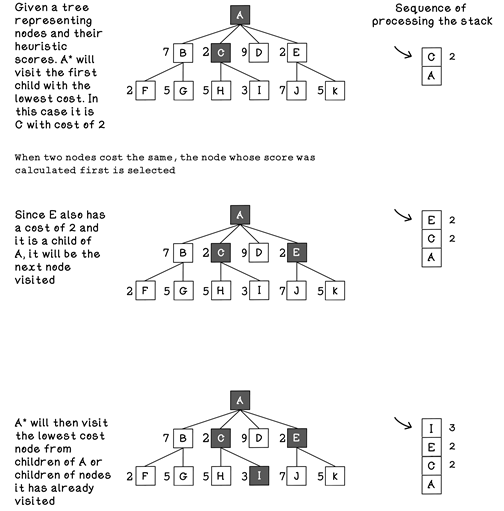 Given a tree
representing
nodes and their
heuristic
scores. A* will
visit the first
child with the
lowest cost. In
this case it is
C with cost of 2
A
7 B 2 C 9 D 2 E
2 F 5 G 5 H 3 I 7 J 5 K
Sequence of
processing the stack
C 2
A
When two nodes cost the same, the node whose score was
calculated first is selected
Since E also has
a cost of 2 and
it is a child of
A, it will be the
next node
visited
A
7 B 2 C 9 D 2 E
2 F 5 G 5 H 3 I 7 J 5 K
E 2
C 2
A
A* will then visit
the lowest cost
node from
children of A or
children of nodes
it has already
visited
A
7 B 2 C 9 D 2 E
2 F 5 G 5 H 3 I 7 J 5 K
I 3
E 2
C 2
A